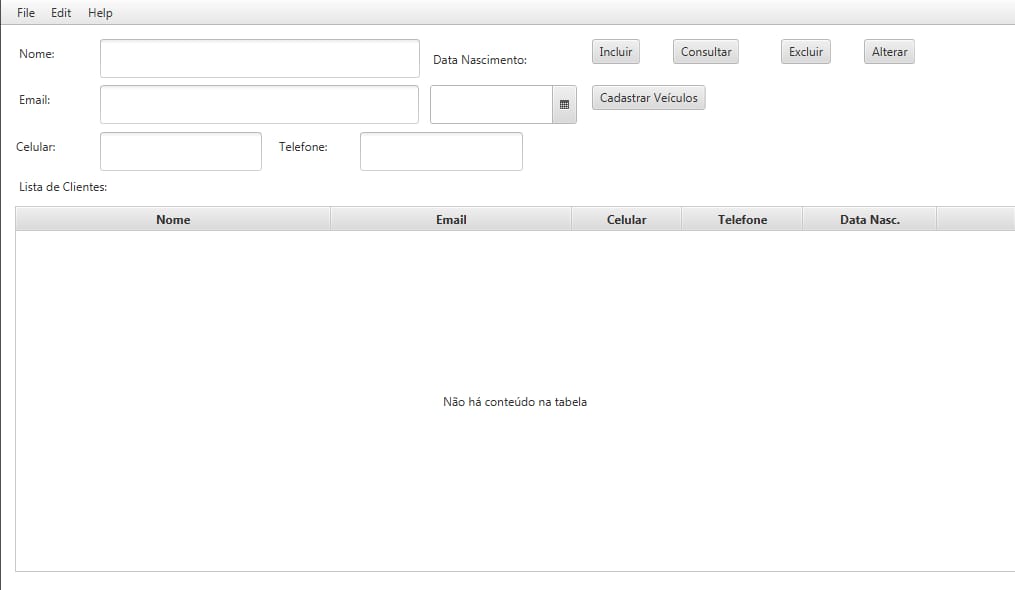 File Edit Help
Nome: Data Nascimento: Incluir Consultar Excluir Alterar
Email: Cadastrar Veículos
Celular: Telefone:
Lista de Clientes:
Nome Email Celular Telefone Data Nasc.
Não há conteúdo na tabela